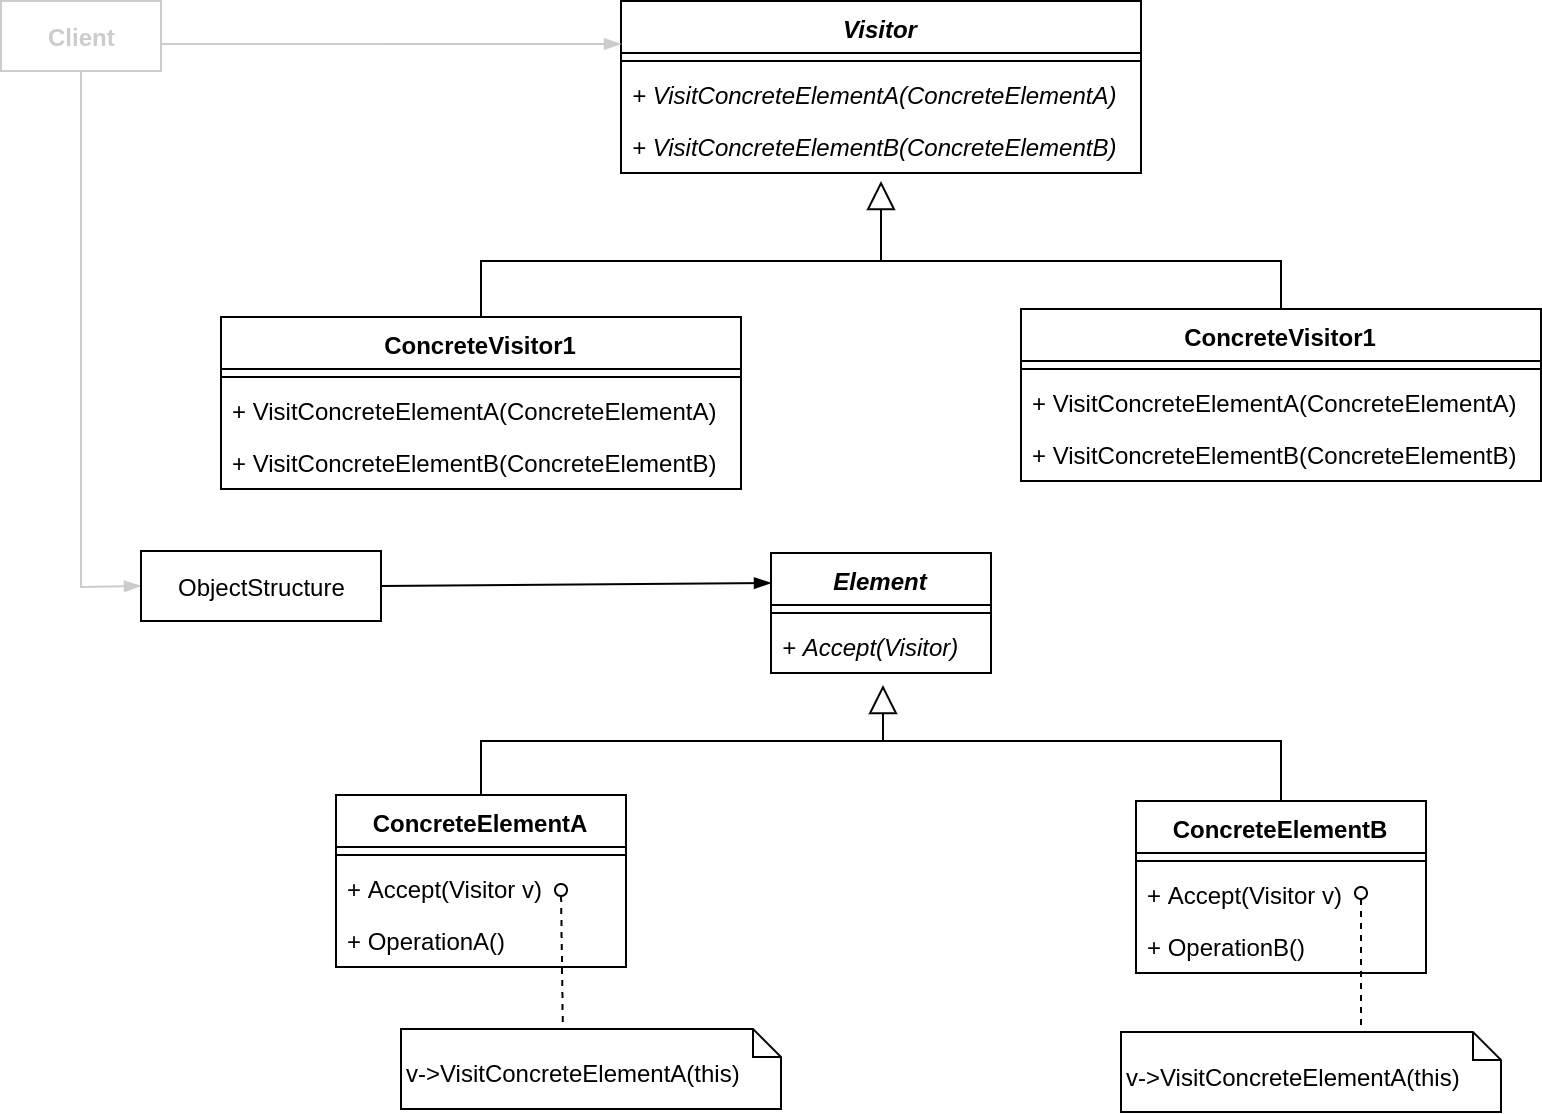 Client
Visitor
+ VisitConcreteElementA(ConcreteElementA)
+ VisitConcreteElementB(ConcreteElementB)
ConcreteVisitor1
+ VisitConcreteElementA(ConcreteElementA)
+ VisitConcreteElementB(ConcreteElementB)
ConcreteVisitor1
+ VisitConcreteElementA(ConcreteElementA)
+ VisitConcreteElementB(ConcreteElementB)
ObjectStructure
Element
+ Accept(Visitor)
ConcreteElementA
+ Accept(Visitor v)
+ OperationA()
ConcreteElementB
+ Accept(Visitor v)
+ OperationB()
v->VisitConcreteElementA(this)
v->VisitConcreteElementA(this)